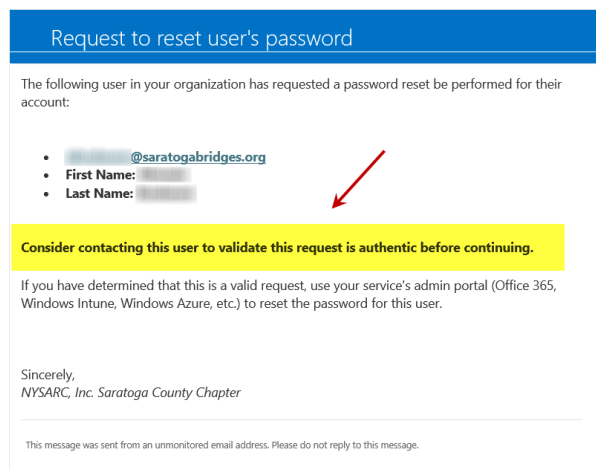 Request to reset user's password
The following user in your organization has requested a password reset be performed for their
account:
• @saratogabridges.org
• First Name:
• Last Name:
Consider contacting this user to validate this request is authentic before continuing.
If you have determined that this is a valid request, use your service's admin portal (Office 365,
Windows Intune, Windows Azure, etc.) to reset the password for this user.
Sincerely,
NYSARC, Inc. Saratoga County Chapter
This message was sent from an unmonitored email address. Please do not reply to this message.